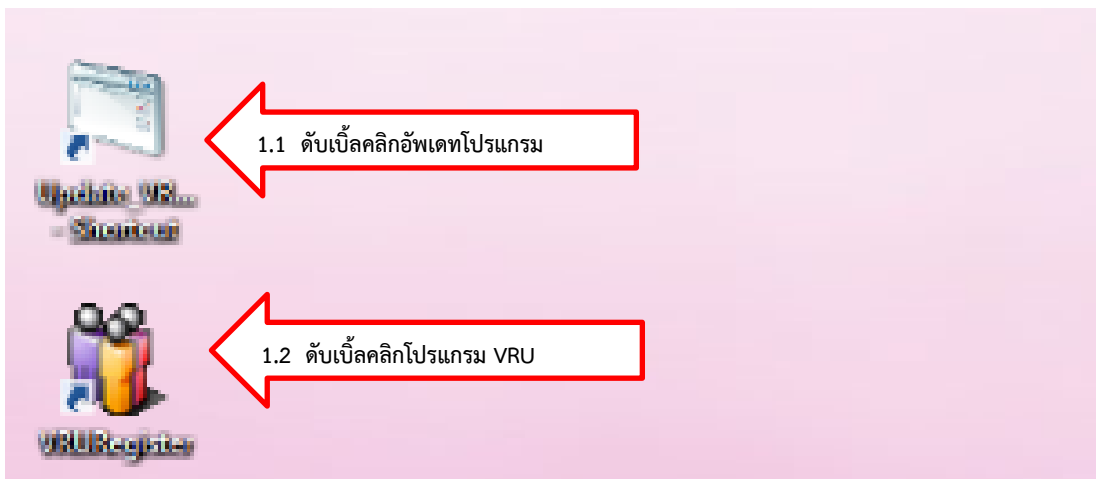 1.1 ดับเบิ้ลคลิกอัพเดทโปรแกรม
Update_VR...
- Shortcut
1.2 ดับเบิ้ลคลิกโปรแกรม VRU
VRURegister